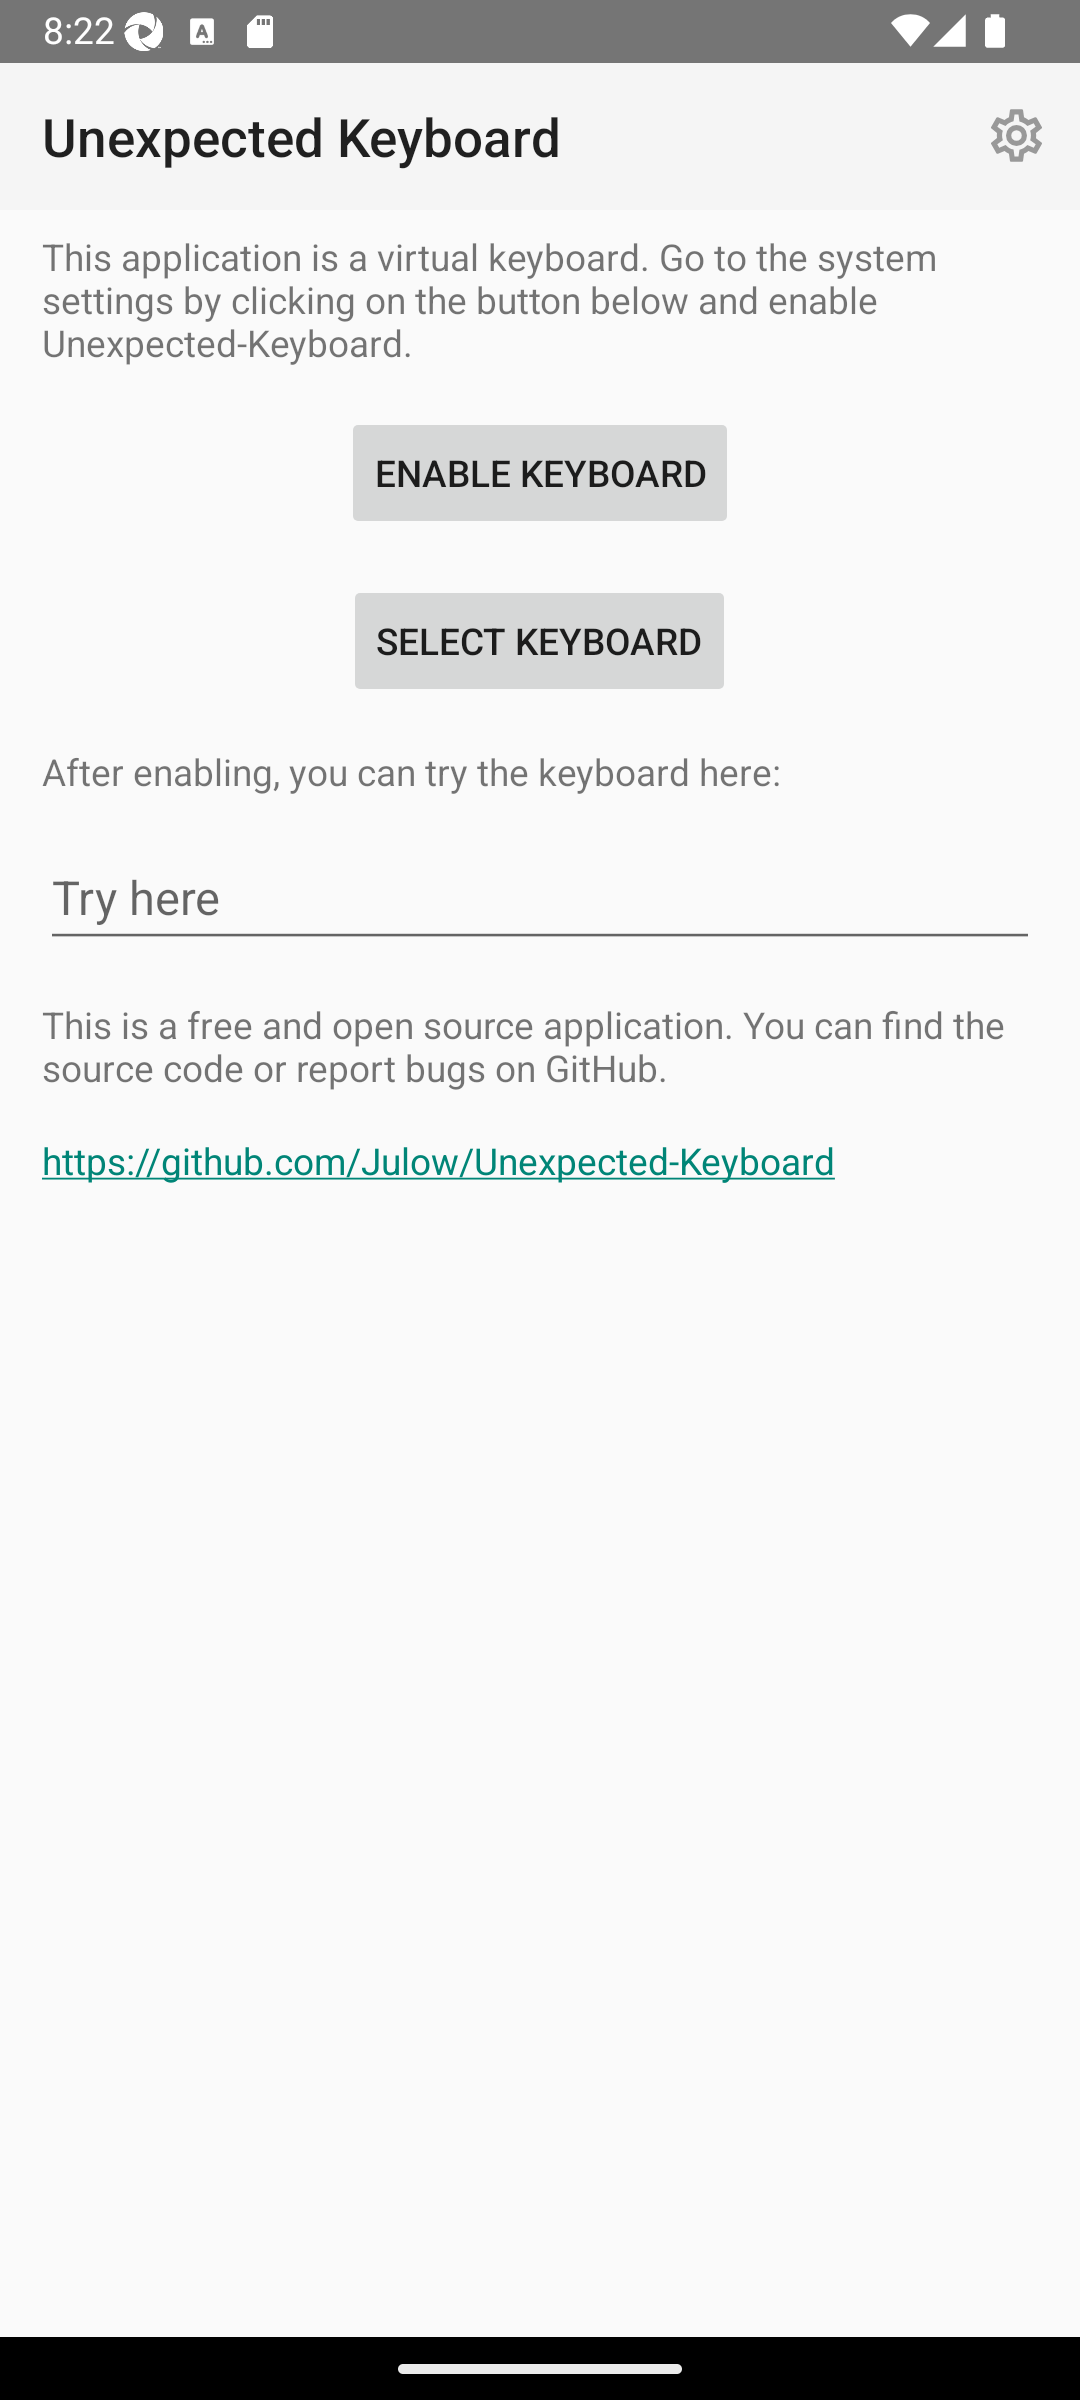 8:22
Unexpected Keyboard
This application is a virtual keyboard. Go to the system
settings by clicking on the button below and enable
Unexpected-Keyboard.
ENABLE KEYBOARD
SELECT KEYBOARD
After enabling, you can try the keyboard here:
Try here
This is a free and open source application. You can find the
source code or report bugs on GitHub.
https://github.com/Julow/Unexpected-Keyboard